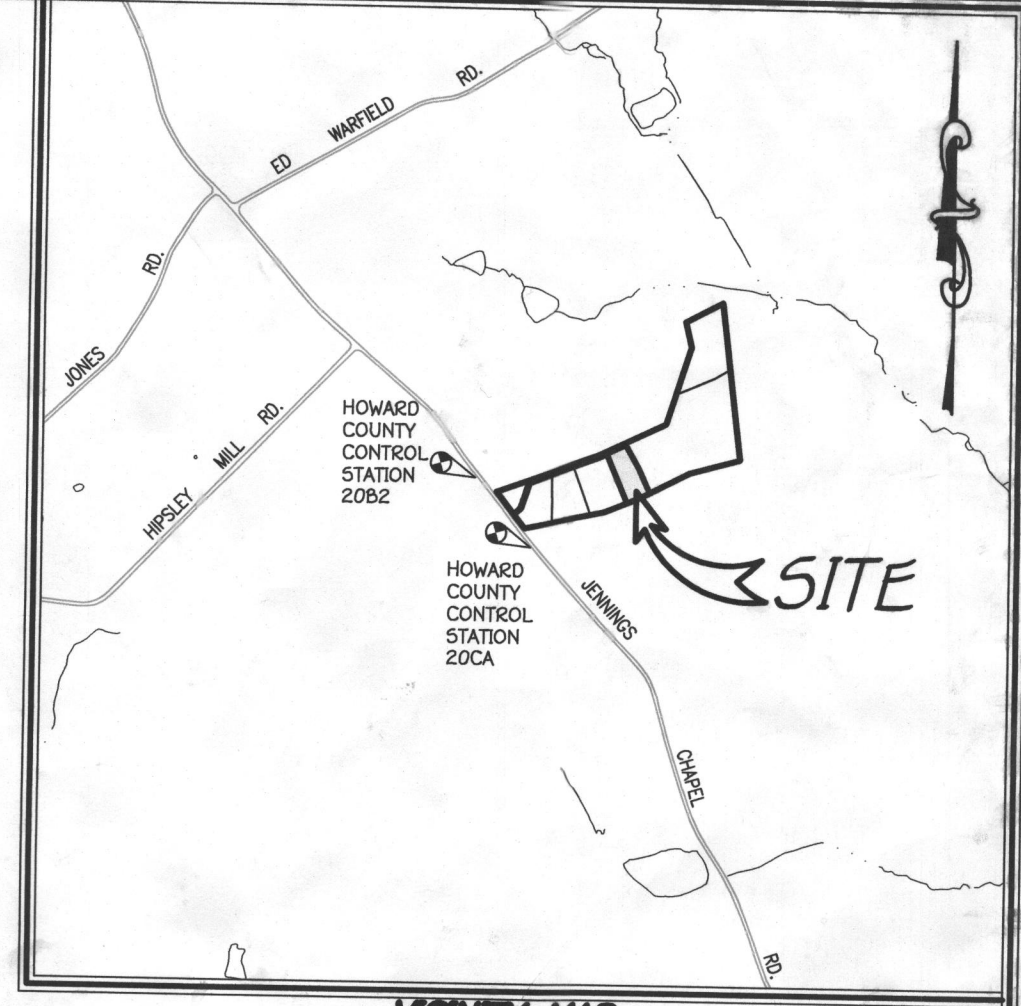 ED WARFIELD RD.
JONES RD.
HIPSLEY MILL RD.
HOWARD
COUNTY
CONTROL
STATION
20B2
HOWARD
COUNTY
CONTROL
STATION
20CA
SITE
JENNINGS CHAPEL RD.